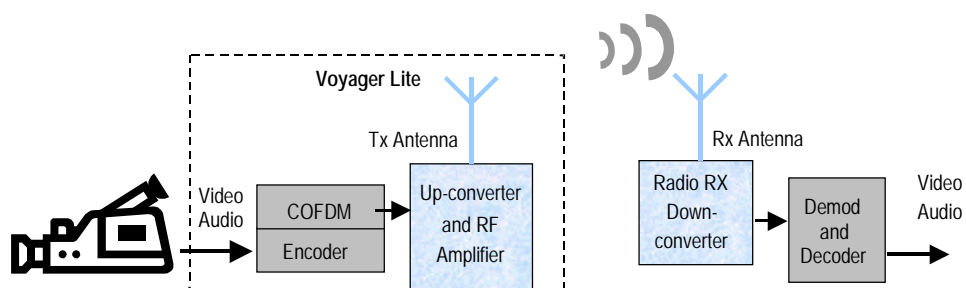 Voyager Lite
Tx Antenna
Rx Antenna
Video
Audio
COFDM
Encoder
Up-converter
and RF
Amplifier
Radio RX
Down-
converter
Demod
and
Decoder
Video
Audio